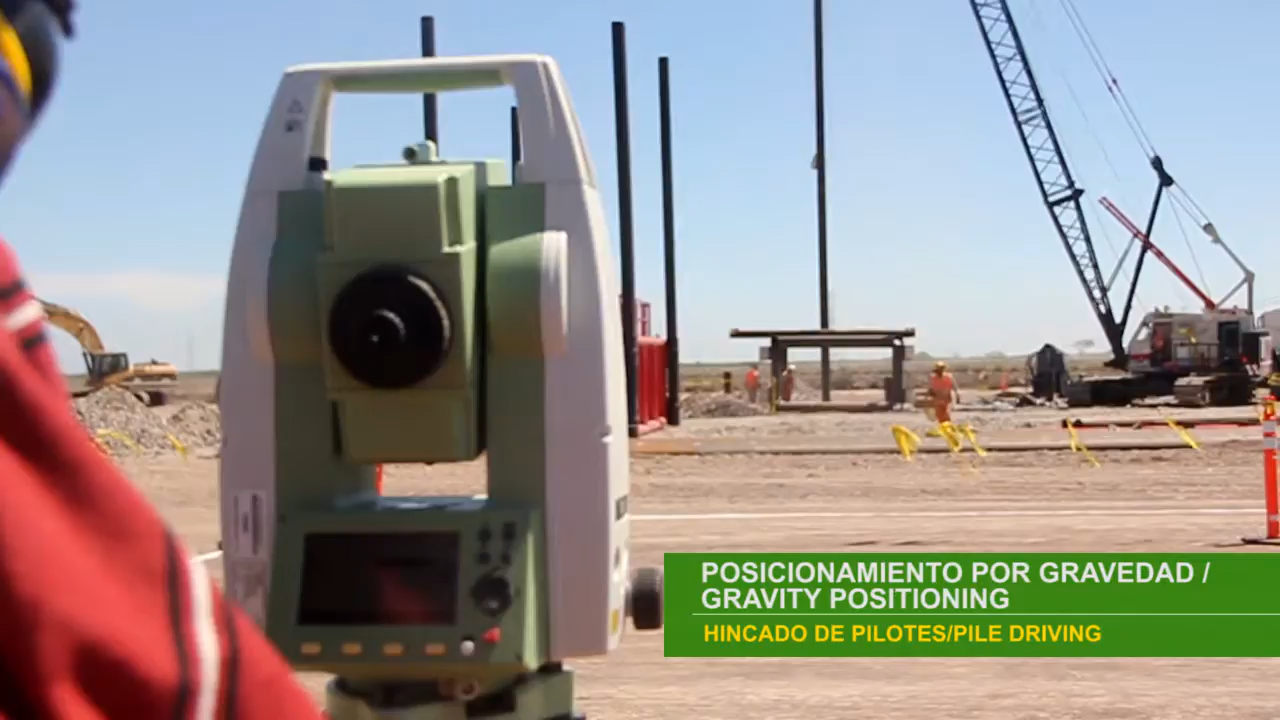 POSICIONAMIENTO POR GRAVEDAD /
GRAVITY POSITIONING
HINCADO DE PILOTES/PILE DRIVING